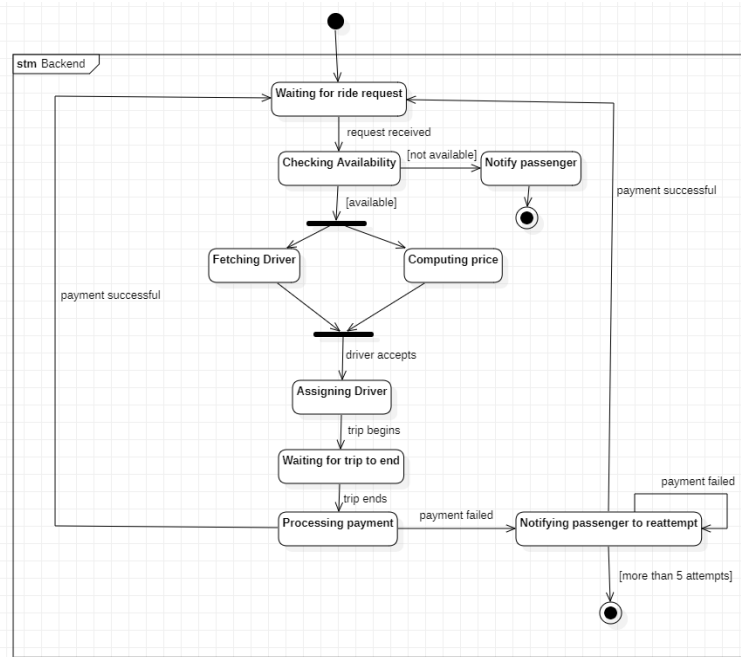 stm Backend
Waiting for ride request
request received
Checking Availability
[not available]
Notify passenger
payment successful
[available]
Fetching Driver
Computing price
payment successful
driver accepts
Assigning Driver
trip begins
Waiting for trip to end
trip ends
payment failed
Processing payment
payment failed
Notifying passenger to reattempt
[more than 5 attempts]